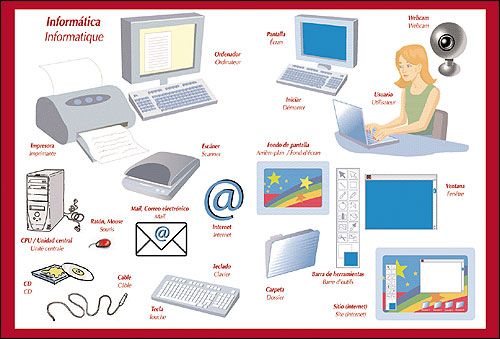 Informática
Informatique
Ordenador
Ordinateur
Pantalla
Écran
Webcam
Webcam
Iniciar
Démarrer
Usuario
Utilisateur
Impresora
Imprimante
Escáner
Scanner
Fondo de pantalla
Arrière-plan / Fond d'écran
Ventana
Fenêtre
Mail, Correo electrónico
Mail
Ratón, Mouse
Souris
Internet
Internet
CPU / Unidad central
Unité centrale
Teclado
Clavier
Carpeta
Dossier
Barra de herramientas
Barre d'outils
CD
CD
Cable
Câble
Tecla
Touche
Sitio (internet)
Site (internet)